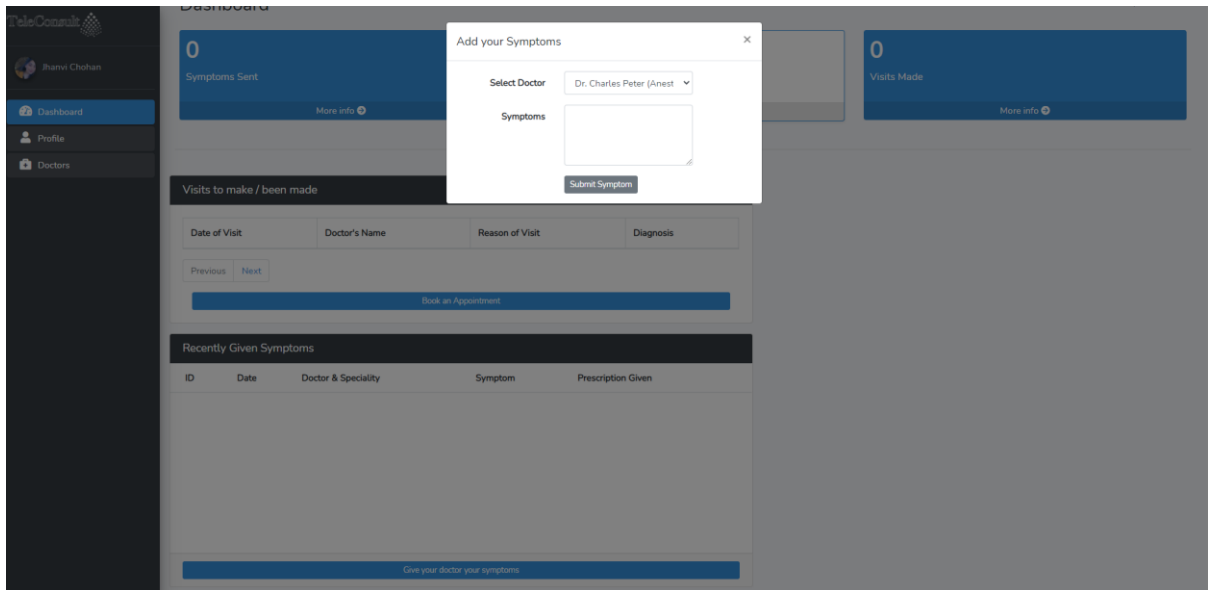 TeleConsult
Dashboard
Jhanvi Chohan
Dashboard
Profile
Doctors
0
Symptoms Sent
More info
0
Visits Made
More info
Add your Symptoms ×
Select Doctor Dr. Charles Peter (Anest
Symptoms
Submit Symptom
Visits to make / been made
Date of Visit Doctor's Name Reason of Visit Diagnosis
Previous Next
Book an Appointment
Recently Given Symptoms
ID Date Doctor & Speciality Symptom Prescription Given
Give your doctor your symptoms